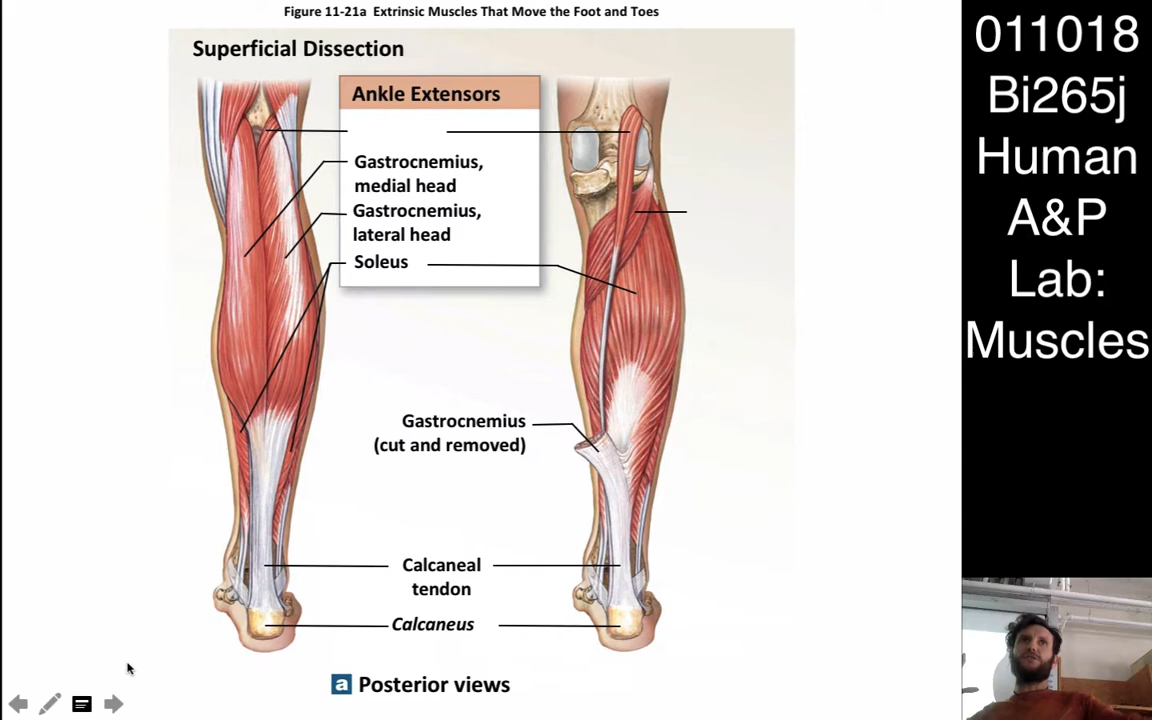 Figure 11-21a Extrinsic Muscles That Move the Foot and Toes
Superficial Dissection
Ankle Extensors
Gastrocnemius,
medial head
Gastrocnemius,
lateral head
Soleus
Gastrocnemius
(cut and removed)
Calcaneal
tendon
Calcaneus
a Posterior views
011018
Bi265j
Human
A&P
Lab:
Muscles